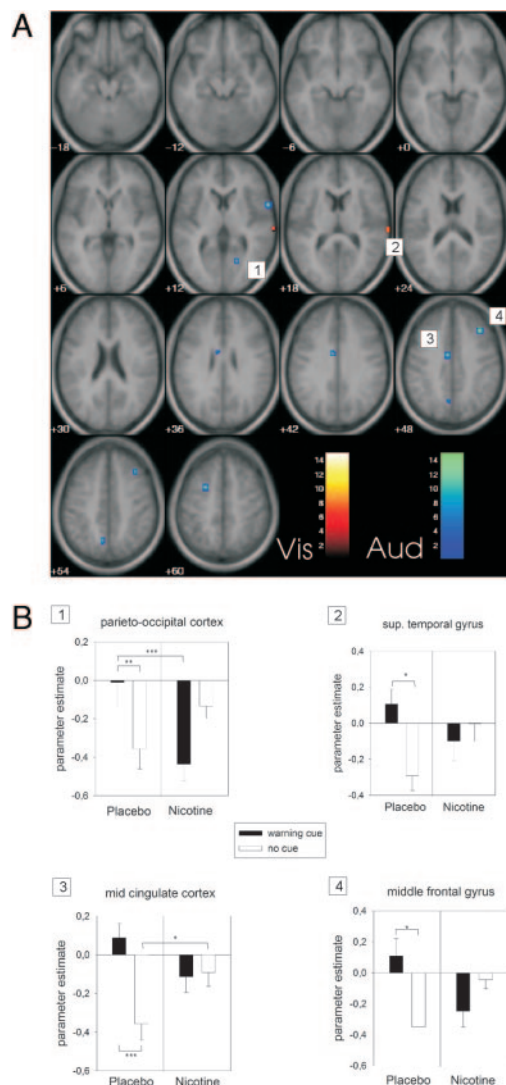 A
-18 -12 -6 +0
+6 +12 1 +18 2 +24
3 4
+30 +36 +42 +48
14 12 10 8 6 4 2 Vis 14 12 10 8 6 4 2 Aud
+54 +60
B
1 parieto-occipital cortex
parameter estimate
0,0
-0,2
-0,4
-0,6
** ***
Placebo Nicotine
2 sup. temporal gyrus
parameter estimate
0,4
0,2
0,0
-0,2
-0,4
*
Placebo Nicotine
warning cue
no cue
3 mid cingulate cortex
parameter estimate
0,2
0,0
-0,2
-0,4
-0,6
*
***
Placebo Nicotine
4 middle frontal gyrus
parameter estimate
0,4
0,2
0,0
-0,2
-0,4
-0,6
*
Placebo Nicotine